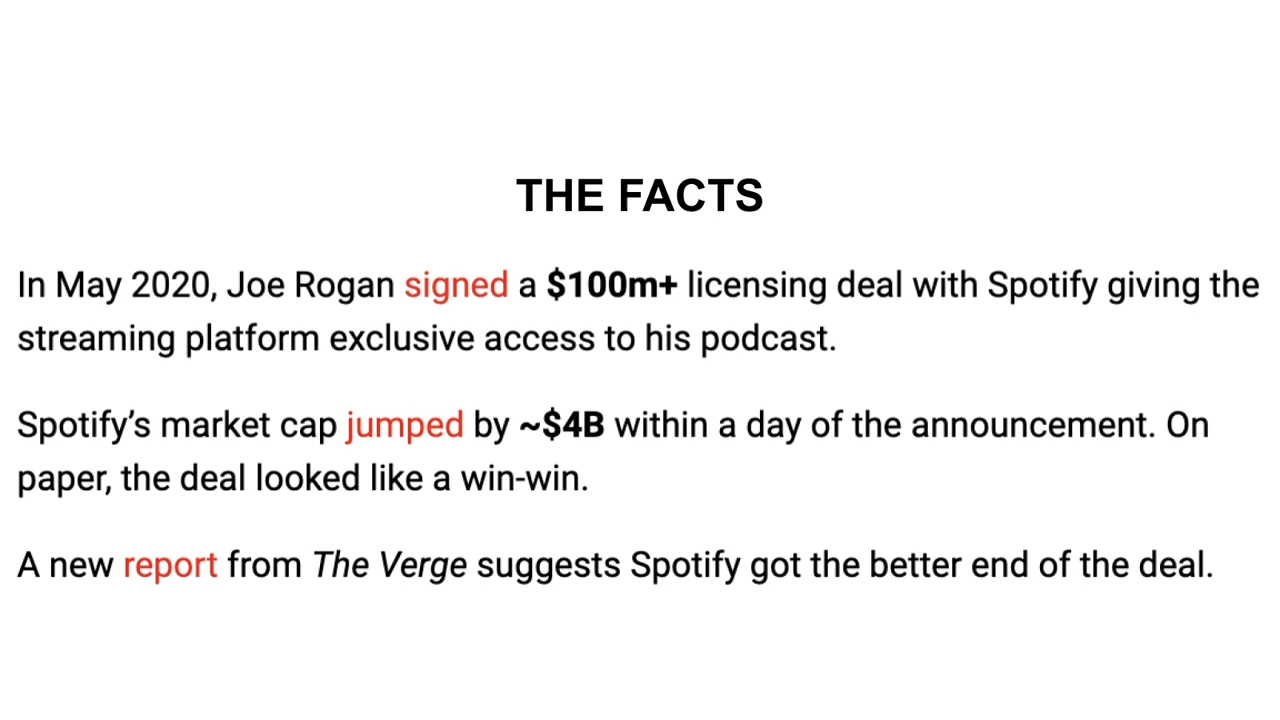 THE FACTS
In May 2020, Joe Rogan signed a $100m+ licensing deal with Spotify giving the
streaming platform exclusive access to his podcast.
Spotify’s market cap jumped by ~$4B within a day of the announcement. On
paper, the deal looked like a win-win.
A new report from The Verge suggests Spotify got the better end of the deal.